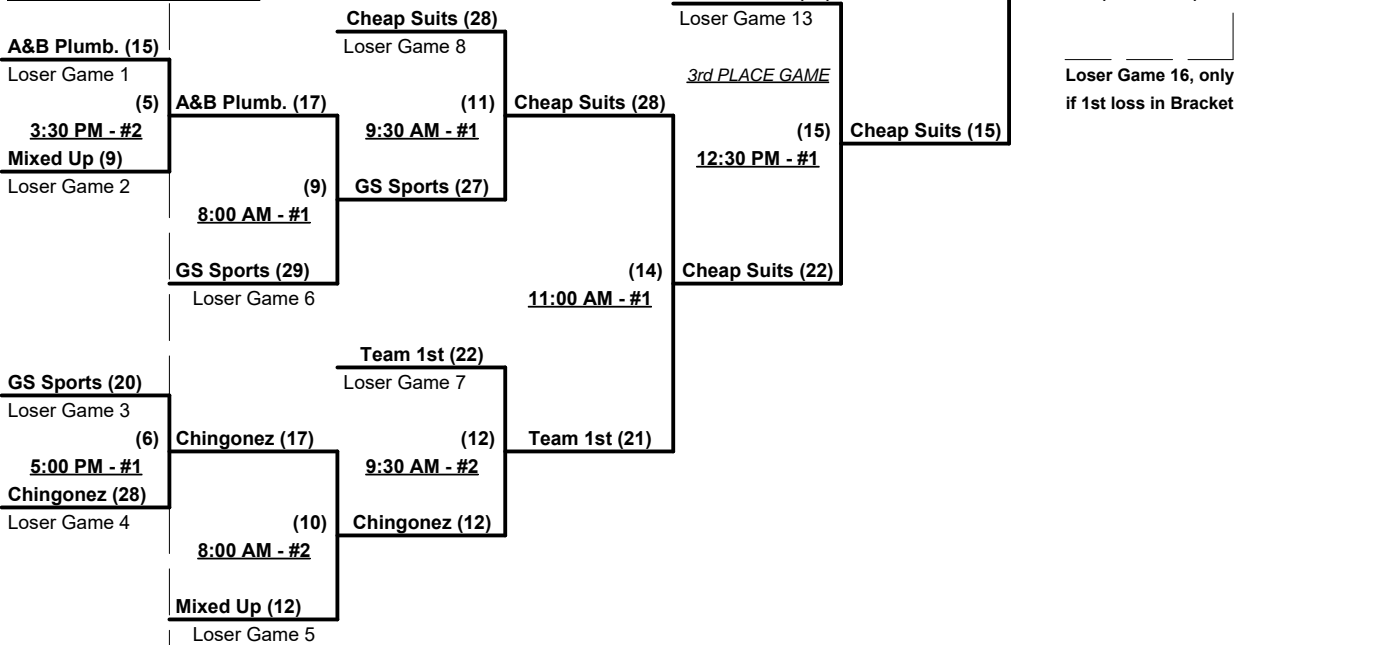 Cheap Suits (28)
Loser Game 13
A&B Plumb. (15)
Loser Game 8
Loser Game 1
3rd PLACE GAME
Loser Game 16, only
(5)
A&B Plumb. (17)
(11)
Cheap Suits (28)
if 1st loss in Bracket
3:30 PM - #2
9:30 AM - #1
(15)
Cheap Suits (15)
Mixed Up (9)
12:30 PM - #1
Loser Game 2
(9)
GS Sports (27)
8:00 AM - #1
GS Sports (29)
(14)
Cheap Suits (22)
Loser Game 6
11:00 AM - #1
Team 1st (22)
GS Sports (20)
Loser Game 7
Loser Game 3
(6)
Chingonez (17)
(12)
Team 1st (21)
5:00 PM - #1
9:30 AM - #2
Chingonez (28)
Loser Game 4
(10)
Chingonez (12)
8:00 AM - #2
Mixed Up (12)
Loser Game 5